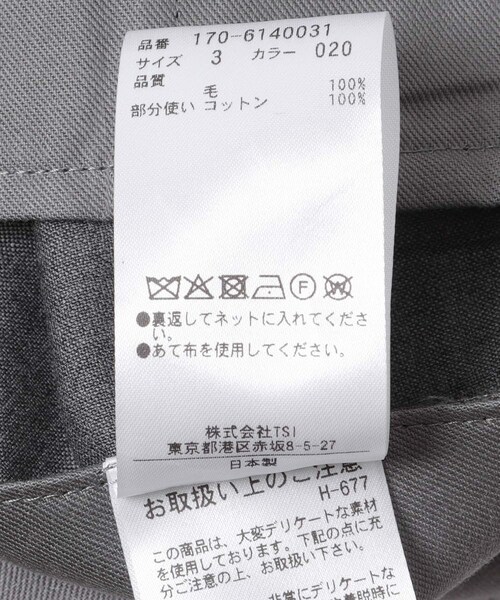 品番 170-6140031
サイズ 3 カラー 020
品質
毛 100%
部分使い コットン 100%
F
W
●裏返してネットに入れてくださ
い。
●あて布を使用してください。
株式会社TSI
東京都港区赤坂8-5-27
日本製
お取扱い上のご注意
H-677
この商品は、大変デリケートな素材
を使用しております。下記の点に充
分ご注意の上、お取扱い下さい。
非常にデリケートな